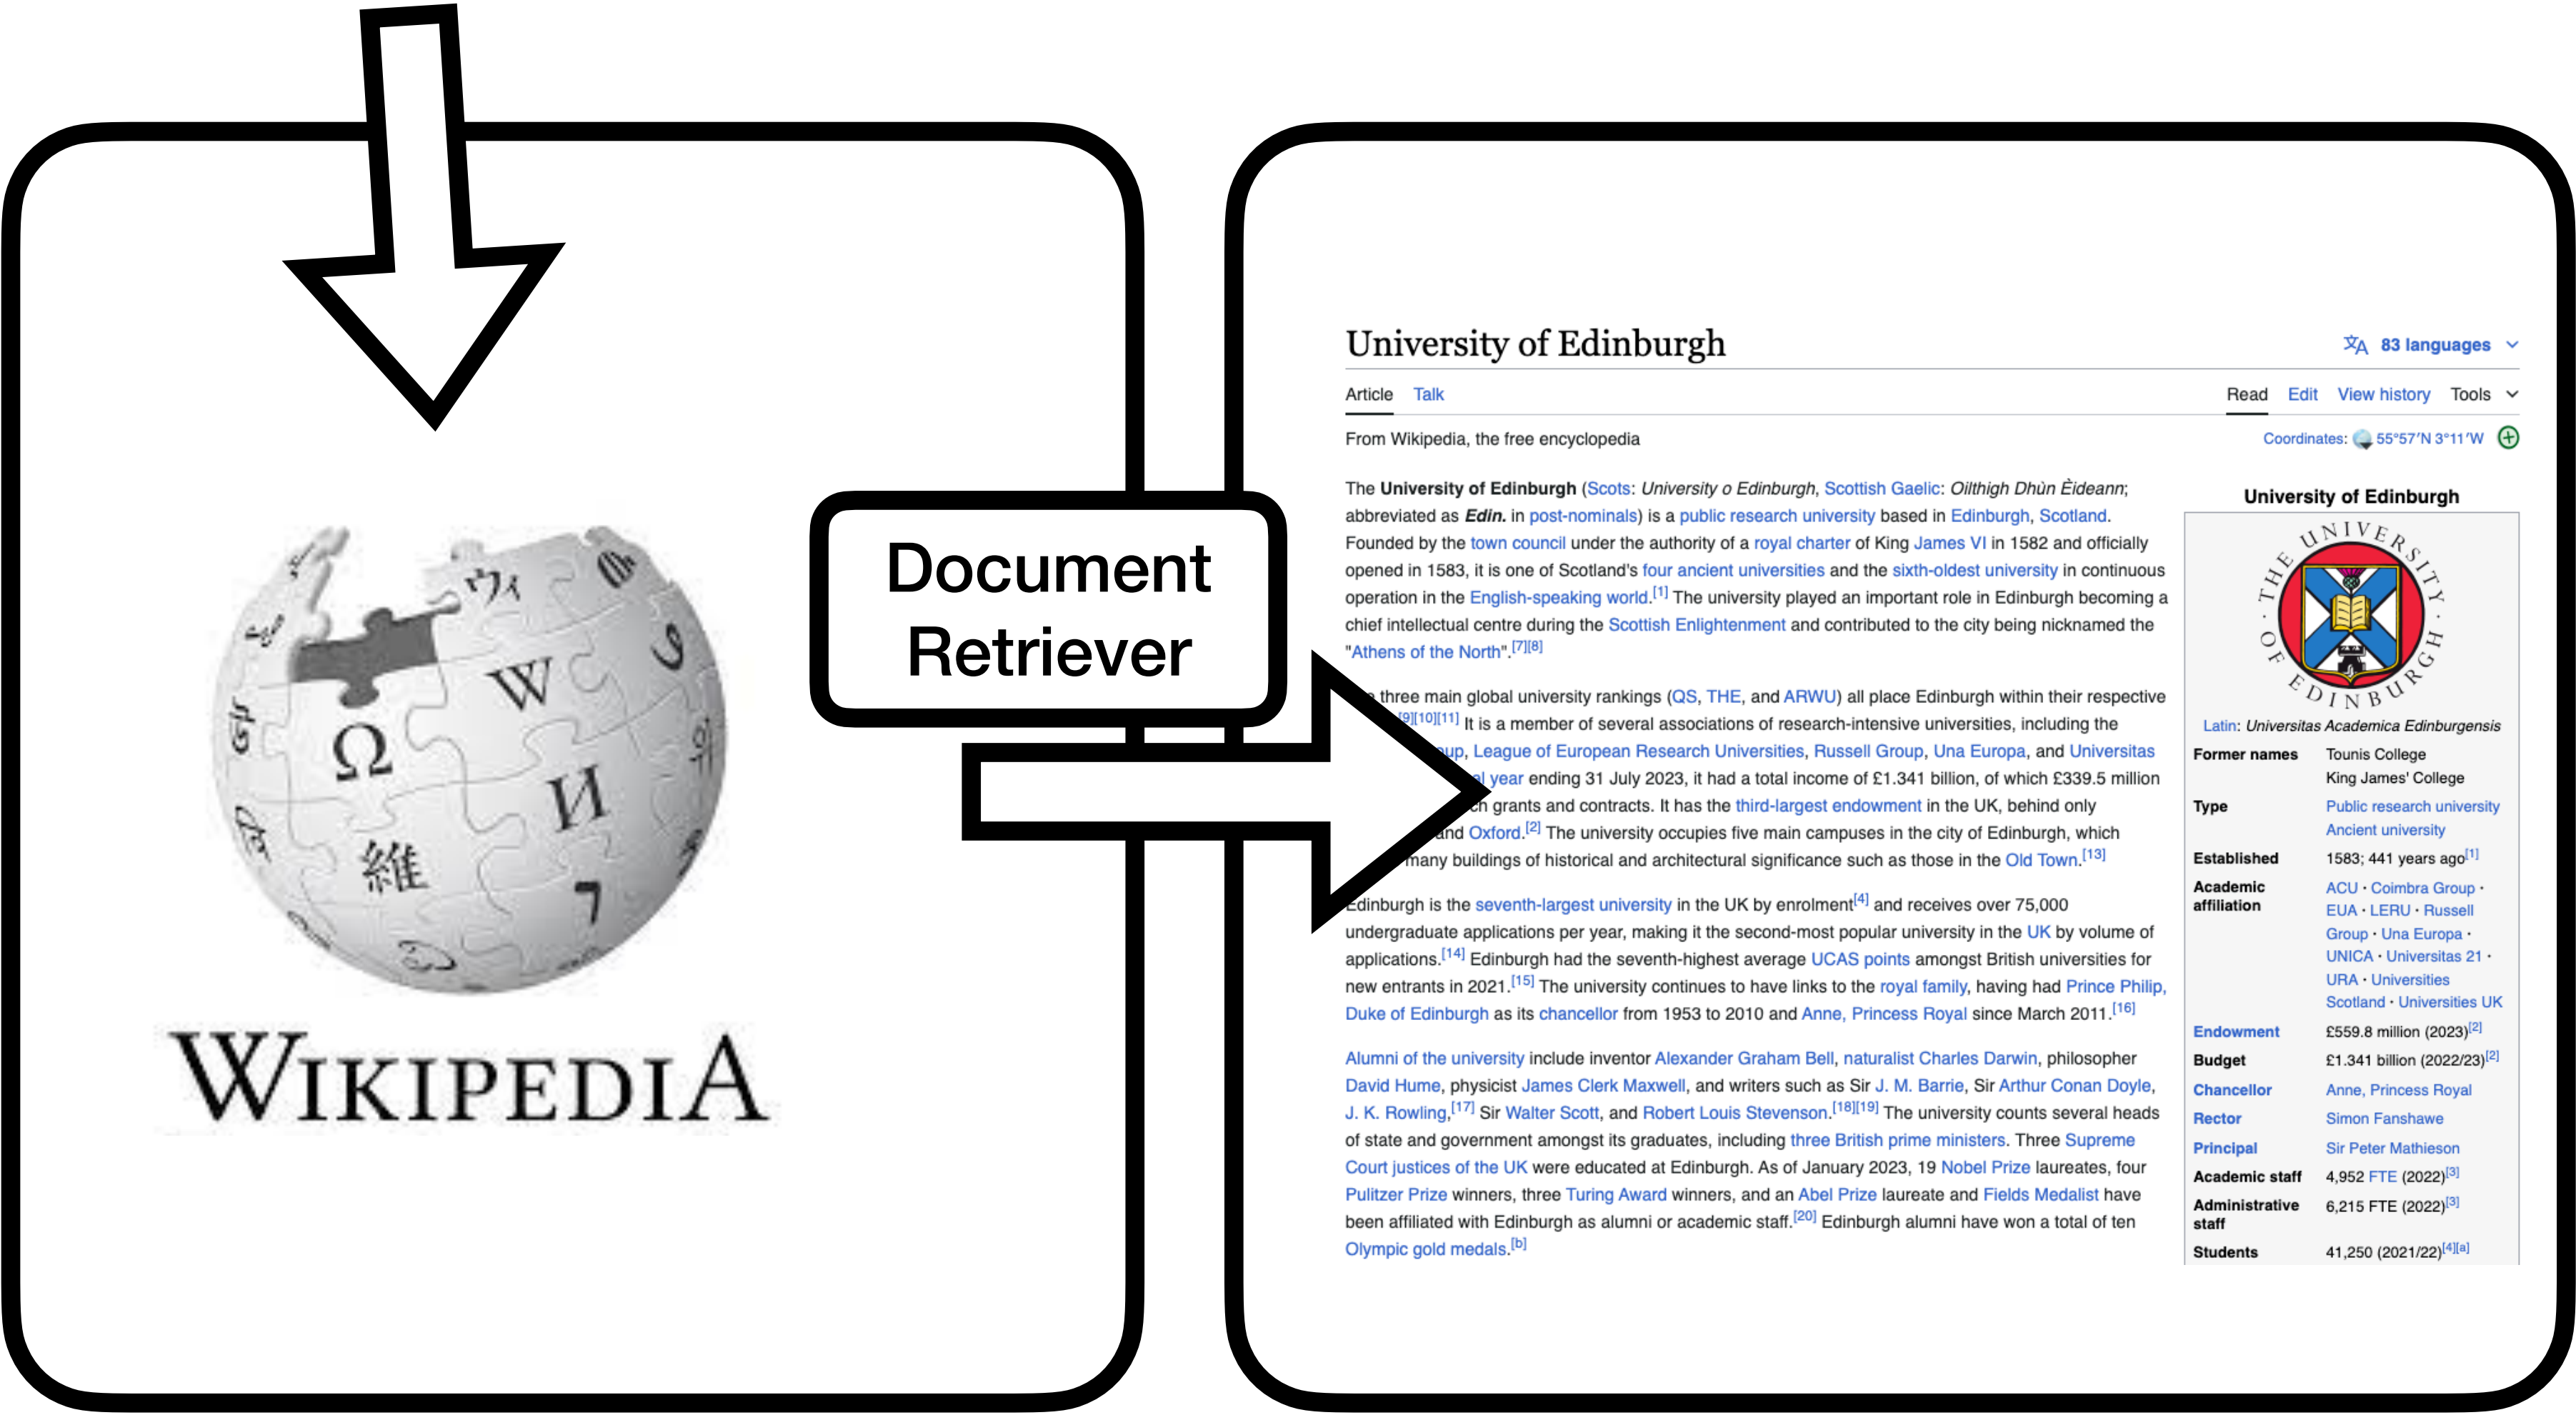 Document
Retriever
Ω
W
И
維
ウィ
7
WIKIPEDIA
University of Edinburgh
83 languages
Article Talk
Read Edit View history Tools
From Wikipedia, the free encyclopedia
Coordinates: 55°57′N 3°11′W
The University of Edinburgh (Scots: University o Edinburgh, Scottish Gaelic: Oilthigh Dhùn Èideann;
abbreviated as Edin. in post-nominals) is a public research university based in Edinburgh, Scotland.
Founded by the town council under the authority of a royal charter of King James VI in 1582 and officially
opened in 1583, it is one of Scotland's four ancient universities and the sixth-oldest university in continuous
operation in the English-speaking world.[1] The university played an important role in Edinburgh becoming a
chief intellectual centre during the Scottish Enlightenment and contributed to the city being nicknamed the
"Athens of the North".[7][8]
three main global university rankings (QS, THE, and ARWU) all place Edinburgh within their respective
[9][10][11] It is a member of several associations of research-intensive universities, including the
League of European Research Universities, Russell Group, Una Europa, and Universitas
year ending 31 July 2023, it had a total income of £1.341 billion, of which £339.5 million
grants and contracts. It has the third-largest endowment in the UK, behind only
and Oxford.[2] The university occupies five main campuses in the city of Edinburgh, which
many buildings of historical and architectural significance such as those in the Old Town.[13]
Edinburgh is the seventh-largest university in the UK by enrolment[4] and receives over 75,000
undergraduate applications per year, making it the second-most popular university in the UK by volume of
applications.[14] Edinburgh had the seventh-highest average UCAS points amongst British universities for
new entrants in 2021.[15] The university continues to have links to the royal family, having had Prince Philip,
Duke of Edinburgh as its chancellor from 1953 to 2010 and Anne, Princess Royal since March 2011.[16]
Alumni of the university include inventor Alexander Graham Bell, naturalist Charles Darwin, philosopher
David Hume, physicist James Clerk Maxwell, and writers such as Sir J. M. Barrie, Sir Arthur Conan Doyle,
J. K. Rowling,[17] Sir Walter Scott, and Robert Louis Stevenson.[18][19] The university counts several heads
of state and government amongst its graduates, including three British prime ministers. Three Supreme
Court justices of the UK were educated at Edinburgh. As of January 2023, 19 Nobel Prize laureates, four
Pulitzer Prize winners, three Turing Award winners, and an Abel Prize laureate and Fields Medalist have
been affiliated with Edinburgh as alumni or academic staff.[20] Edinburgh alumni have won a total of ten
Olympic gold medals.[b]
University of Edinburgh
THE UNIVERSITY OF EDINBURGH
Latin: Universitas Academica Edinburgensis
Former names Tounis College
King James' College
Type Public research university
Ancient university
Established 1583; 441 years ago[1]
Academic affiliation ACU · Coimbra Group ·
EUA · LERU · Russell
Group · Una Europa ·
UNICA · Universitas 21 ·
URA · Universities
Scotland · Universities UK
Endowment £559.8 million (2023)[2]
Budget £1.341 billion (2022/23)[2]
Chancellor Anne, Princess Royal
Rector Simon Fanshawe
Principal Sir Peter Mathieson
Academic staff 4,952 FTE (2022)[3]
Administrative staff 6,215 FTE (2022)[3]
Students 41,250 (2021/22)[4][a]